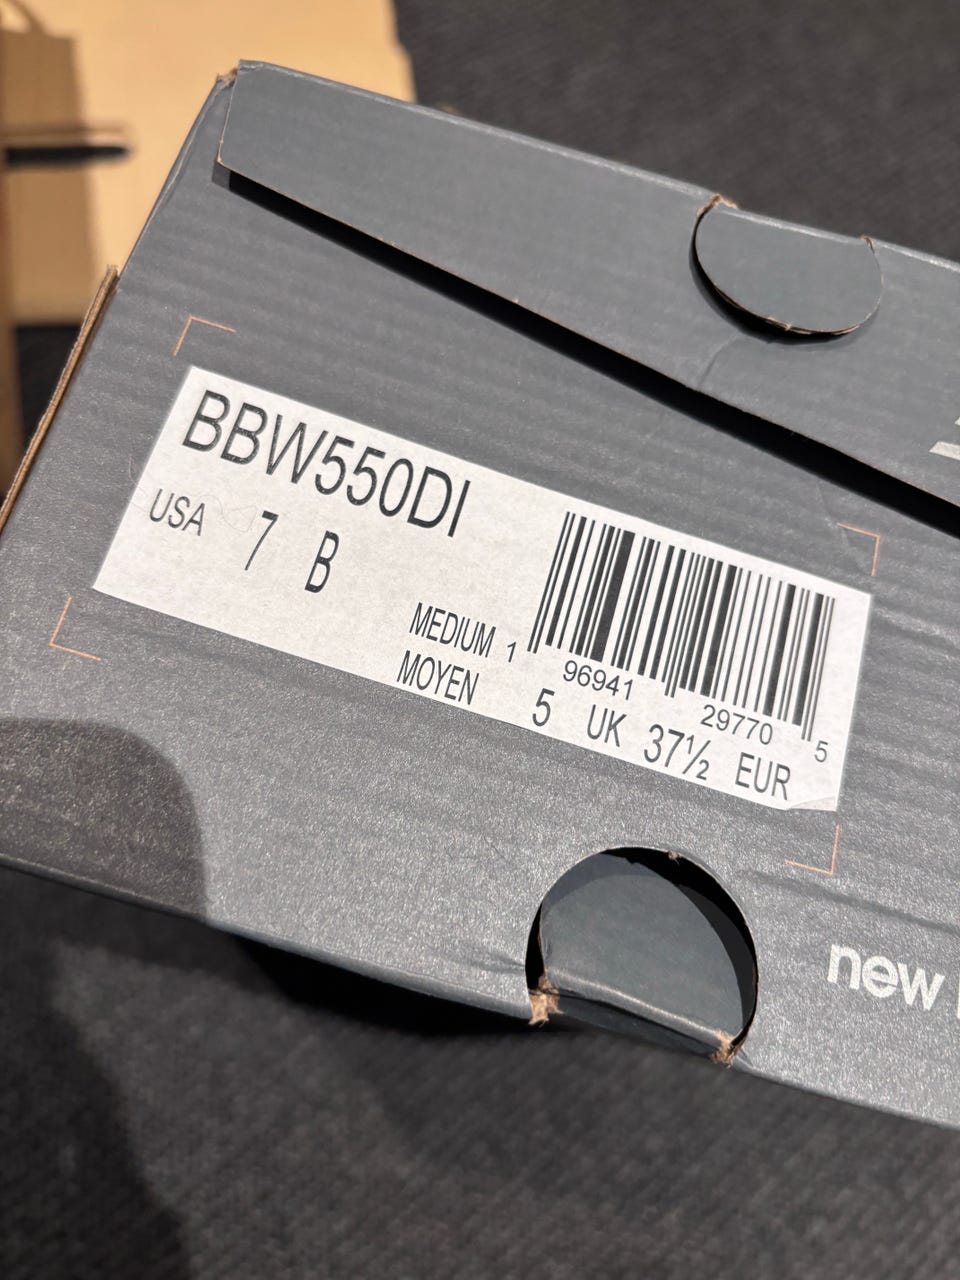 BBW550DI
USA 7 B
MEDIUM
MOYEN
1 96941 29770 5
5 UK 37½ EUR
new